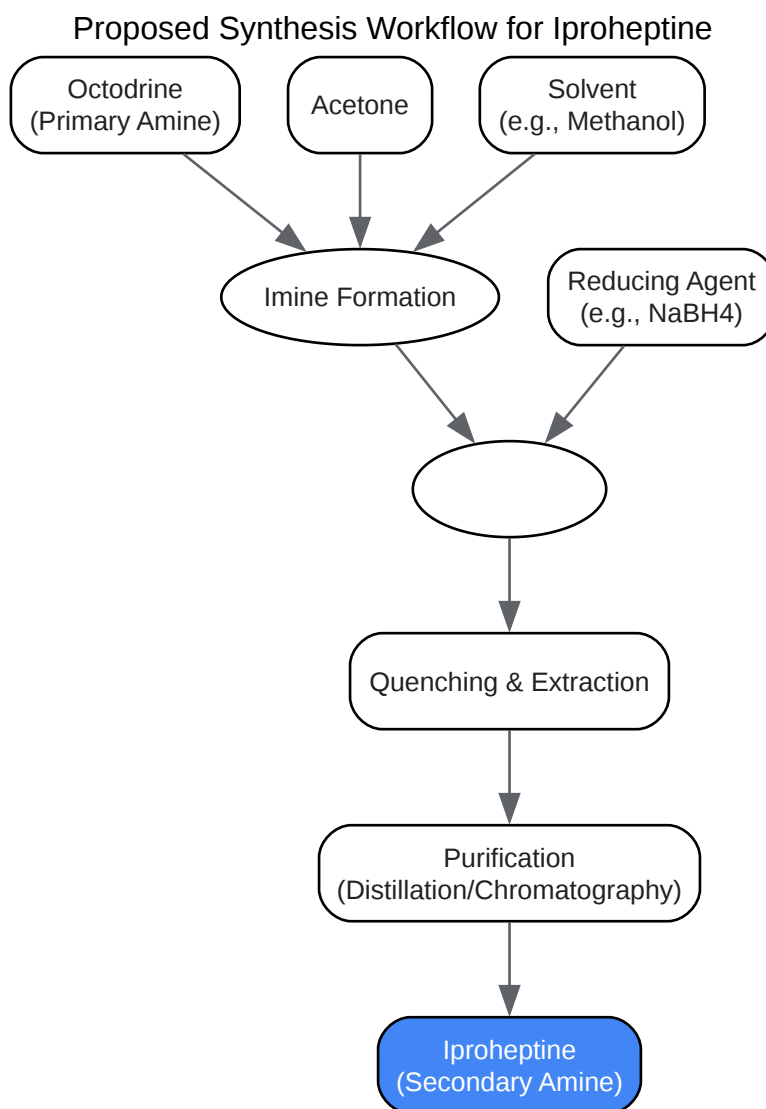 Proposed Synthesis Workflow for Iproheptine
Octodrine
(Primary Amine)
Acetone
Solvent
(e.g., Methanol)
Imine Formation
Reducing Agent
(e.g., NaBH4)
Quenching & Extraction
Purification
(Distillation/Chromatography)
Iproheptine
(Secondary Amine)